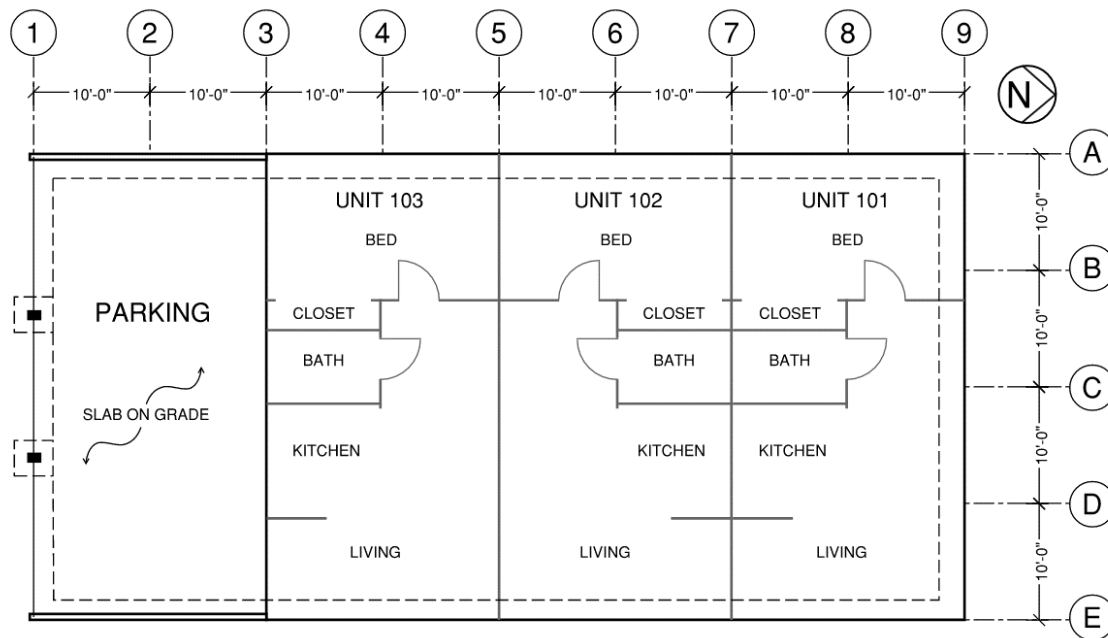 1 2 3 4 5 6 7 8 9
10'-0" 10'-0" 10'-0" 10'-0" 10'-0" 10'-0" 10'-0" 10'-0"
N
A
UNIT 103 UNIT 102 UNIT 101
10'-0"
BED BED BED
B
PARKING
CLOSET CLOSET CLOSET
10'-0"
BATH BATH BATH
C
SLAB ON GRADE
10'-0"
KITCHEN KITCHEN KITCHEN
D
LIVING LIVING LIVING
10'-0"
E